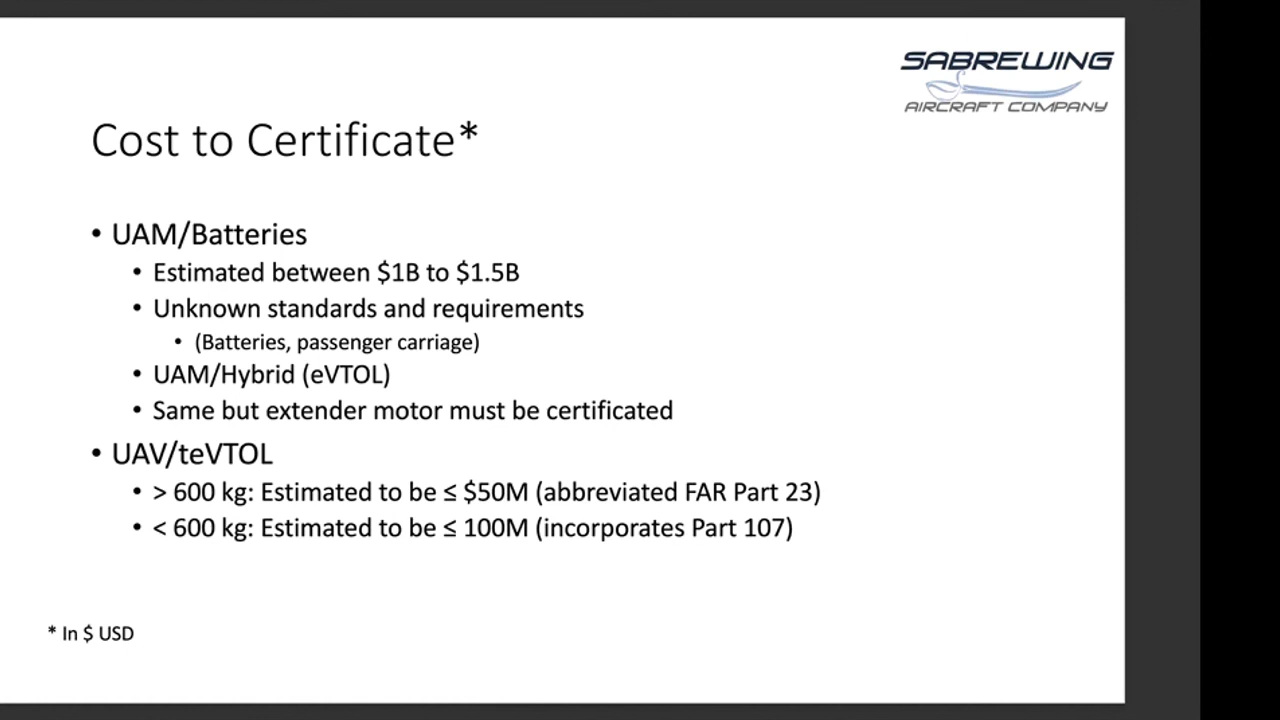 SABREWING
AIRCRAFT COMPANY
Cost to Certificate*
• UAM/Batteries
• Estimated between $1B to $1.5B
• Unknown standards and requirements
• (Batteries, passenger carriage)
• UAM/Hybrid (eVTOL)
• Same but extender motor must be certificated
• UAV/teVTOL
• > 600 kg: Estimated to be ≤ $50M (abbreviated FAR Part 23)
• < 600 kg: Estimated to be ≤ 100M (incorporates Part 107)
* In $ USD